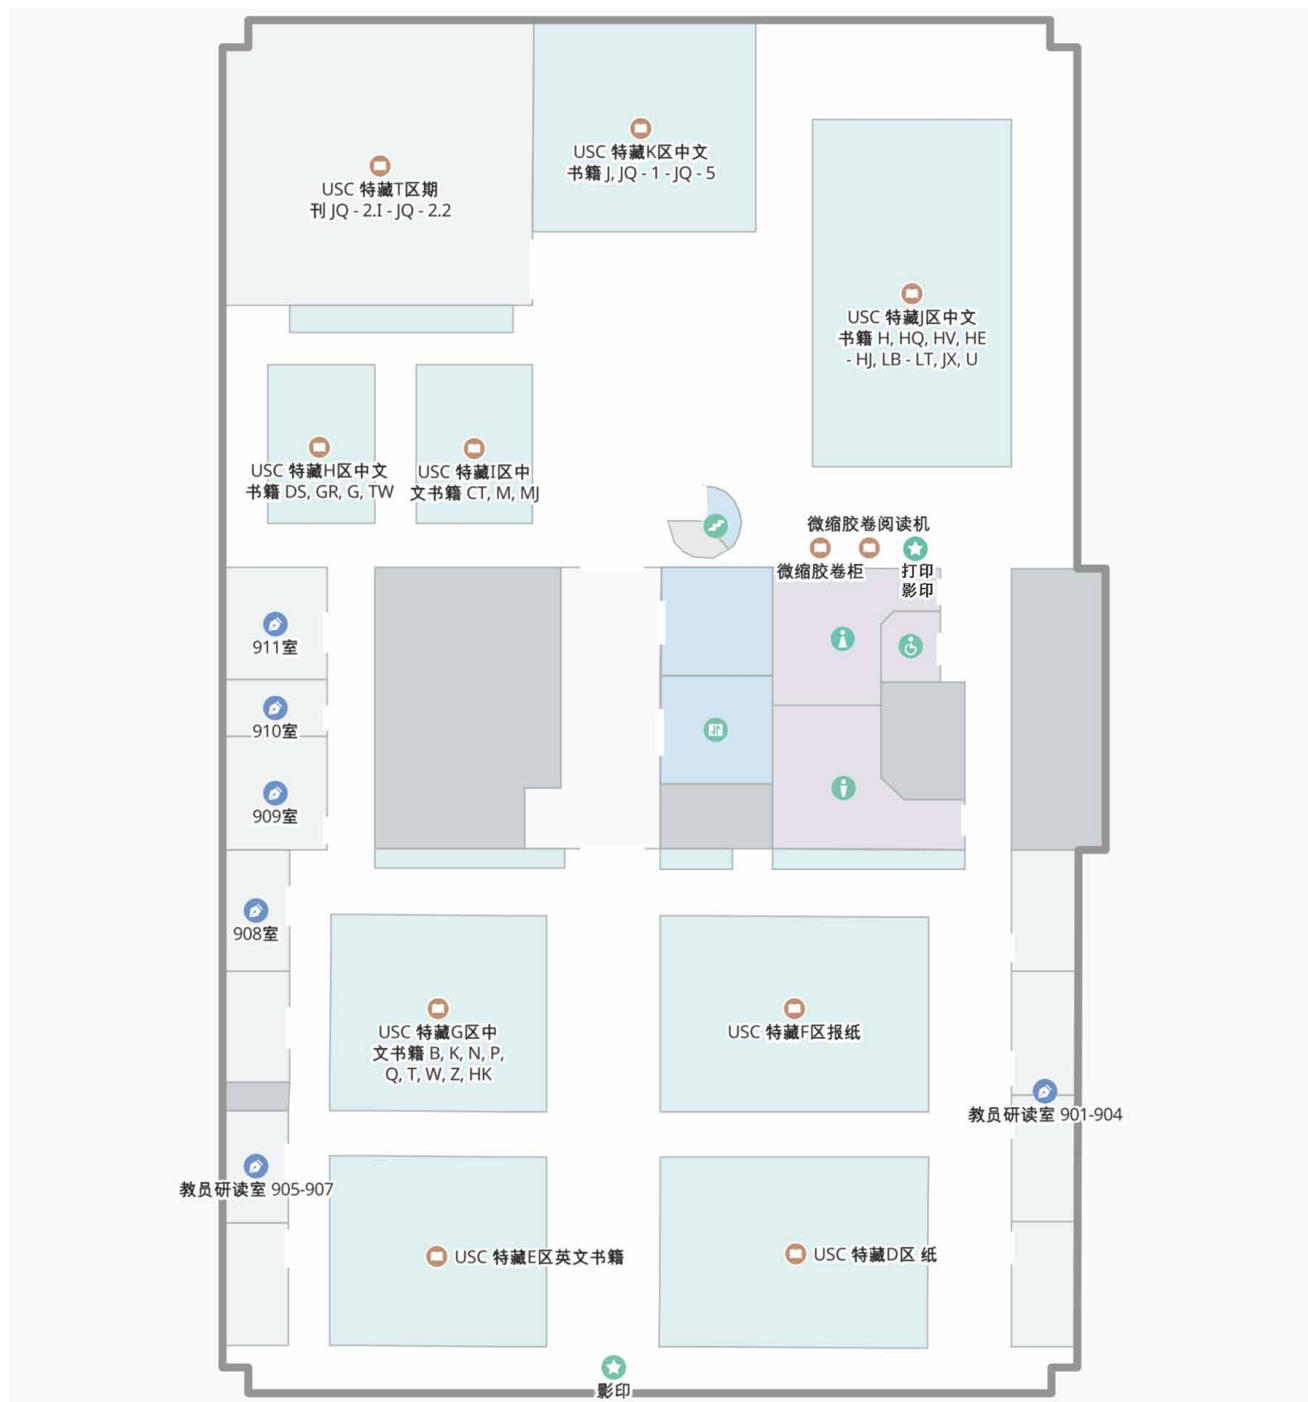 USC 特藏K区中文
书籍 J, JQ - 1 - JQ - 5
USC 特藏T区期
刊 JQ - 2.I - JQ - 2.2
USC 特藏J区中文
书籍 H, HQ, HV, HE
- HJ, LB - LT, JX, U
USC 特藏H区中文
书籍 DS, GR, G, TW
USC 特藏I区中
文书籍 CT, M, MJ
微缩胶卷阅读机
微缩胶卷柜
打印
影印
911室
910室
909室
908室
USC 特藏G区中
文书籍 B, K, N, P,
Q, T, W, Z, HK
USC 特藏F区报纸
教员研读室 901-904
教员研读室 905-907
USC 特藏E区英文书籍
USC 特藏D区 纸
影印